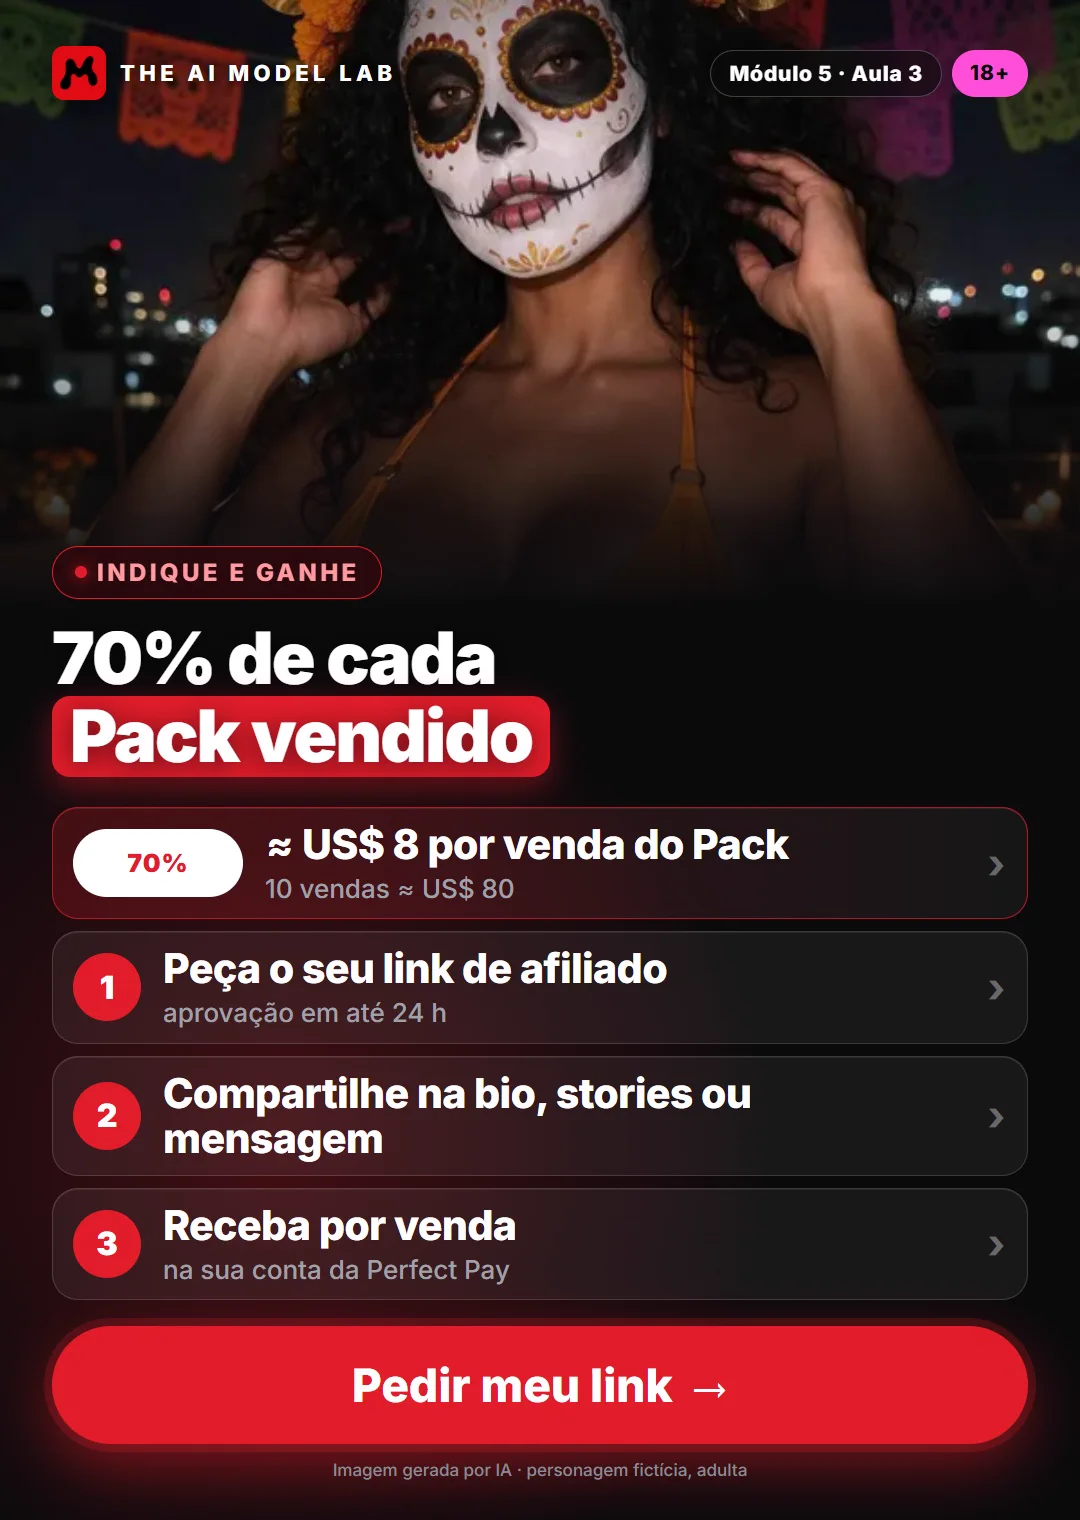 THE AI MODEL LAB
Módulo 5 · Aula 3
18+
INDIQUE E GANHE
70% de cada
Pack vendido
70%
≈ US$ 8 por venda do Pack
10 vendas ≈ US$ 80
1
Peça o seu link de afiliado
aprovação em até 24 h
2
Compartilhe na bio, stories ou
mensagem
3
Receba por venda
na sua conta da Perfect Pay
Pedir meu link →
Imagem gerada por IA · personagem fictícia, adulta